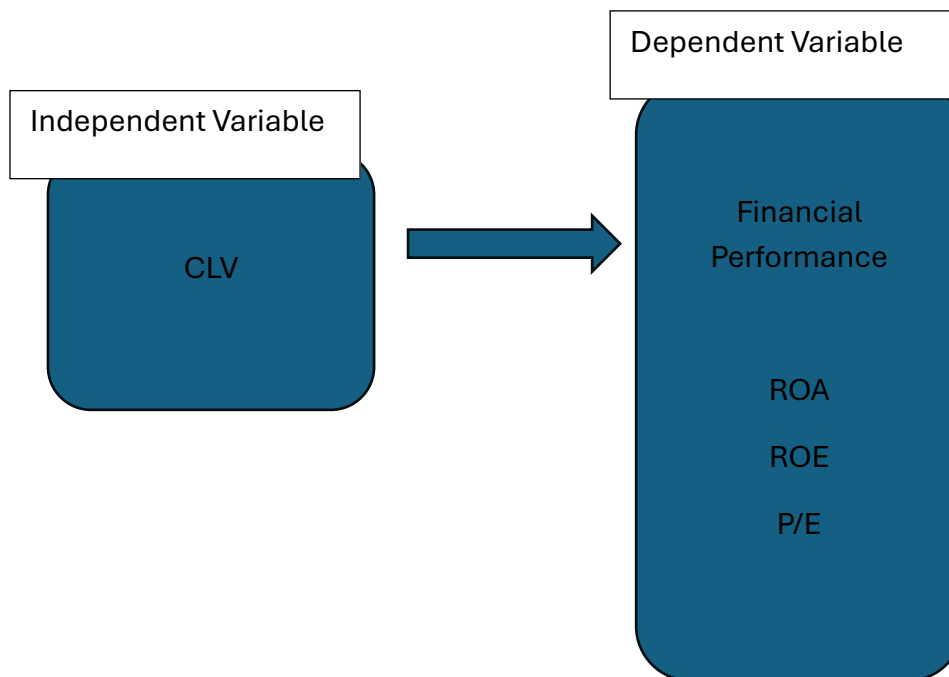 Independent Variable
CLV
Dependent Variable
Financial
Performance
ROA
ROE
P/E